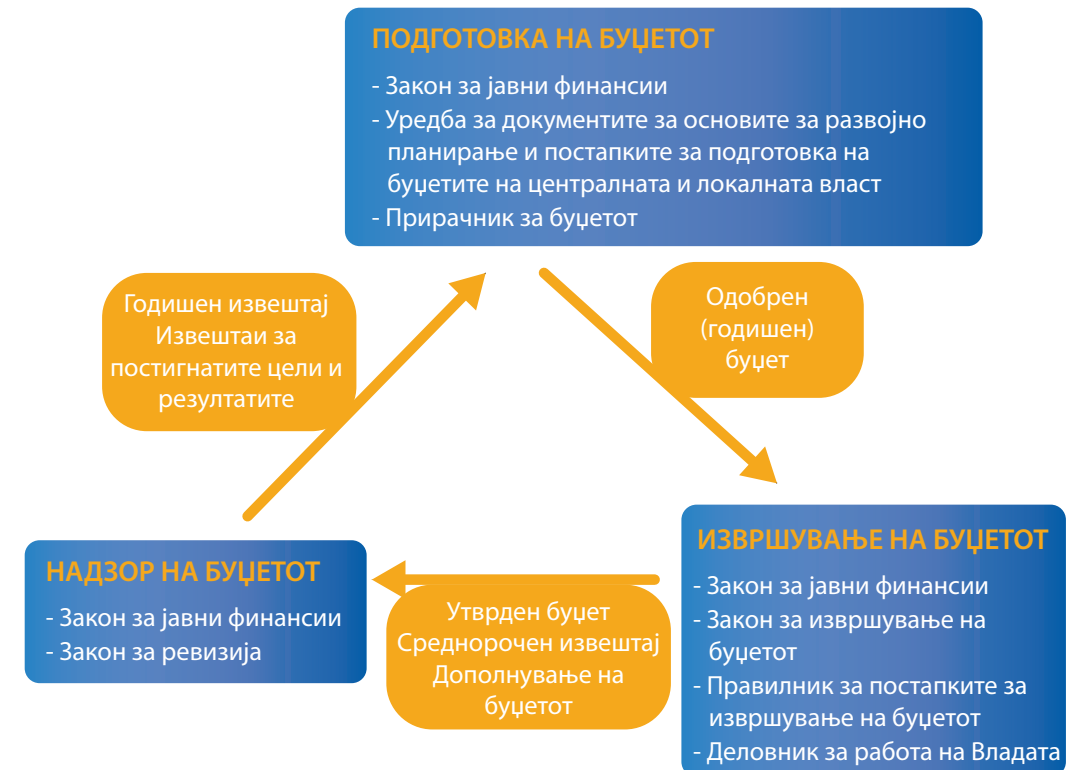 ПОДГОТОВКА НА БУЏЕТОТ
- Закон за јавни финансии
- Уредба за документите за основите за развојно
планирање и постапките за подготовка на
буџетите на централната и локалната власт
- Прирачник за буџетот
Годишен извештај
Извештаи за
постигнатите цели и
резултатите
Одобрен
(годишен)
буџет
НАДЗОР НА БУЏЕТОТ
- Закон за јавни финансии
- Закон за ревизија
Утврден буџет
Среднорочен извештај
Дополнување на
буџетот
ИЗВРШУВАЊЕ НА БУЏЕТОТ
- Закон за јавни финансии
- Закон за извршување на
буџетот
- Правилник за постапките за
извршување на буџетот
- Деловник за работа на Владата